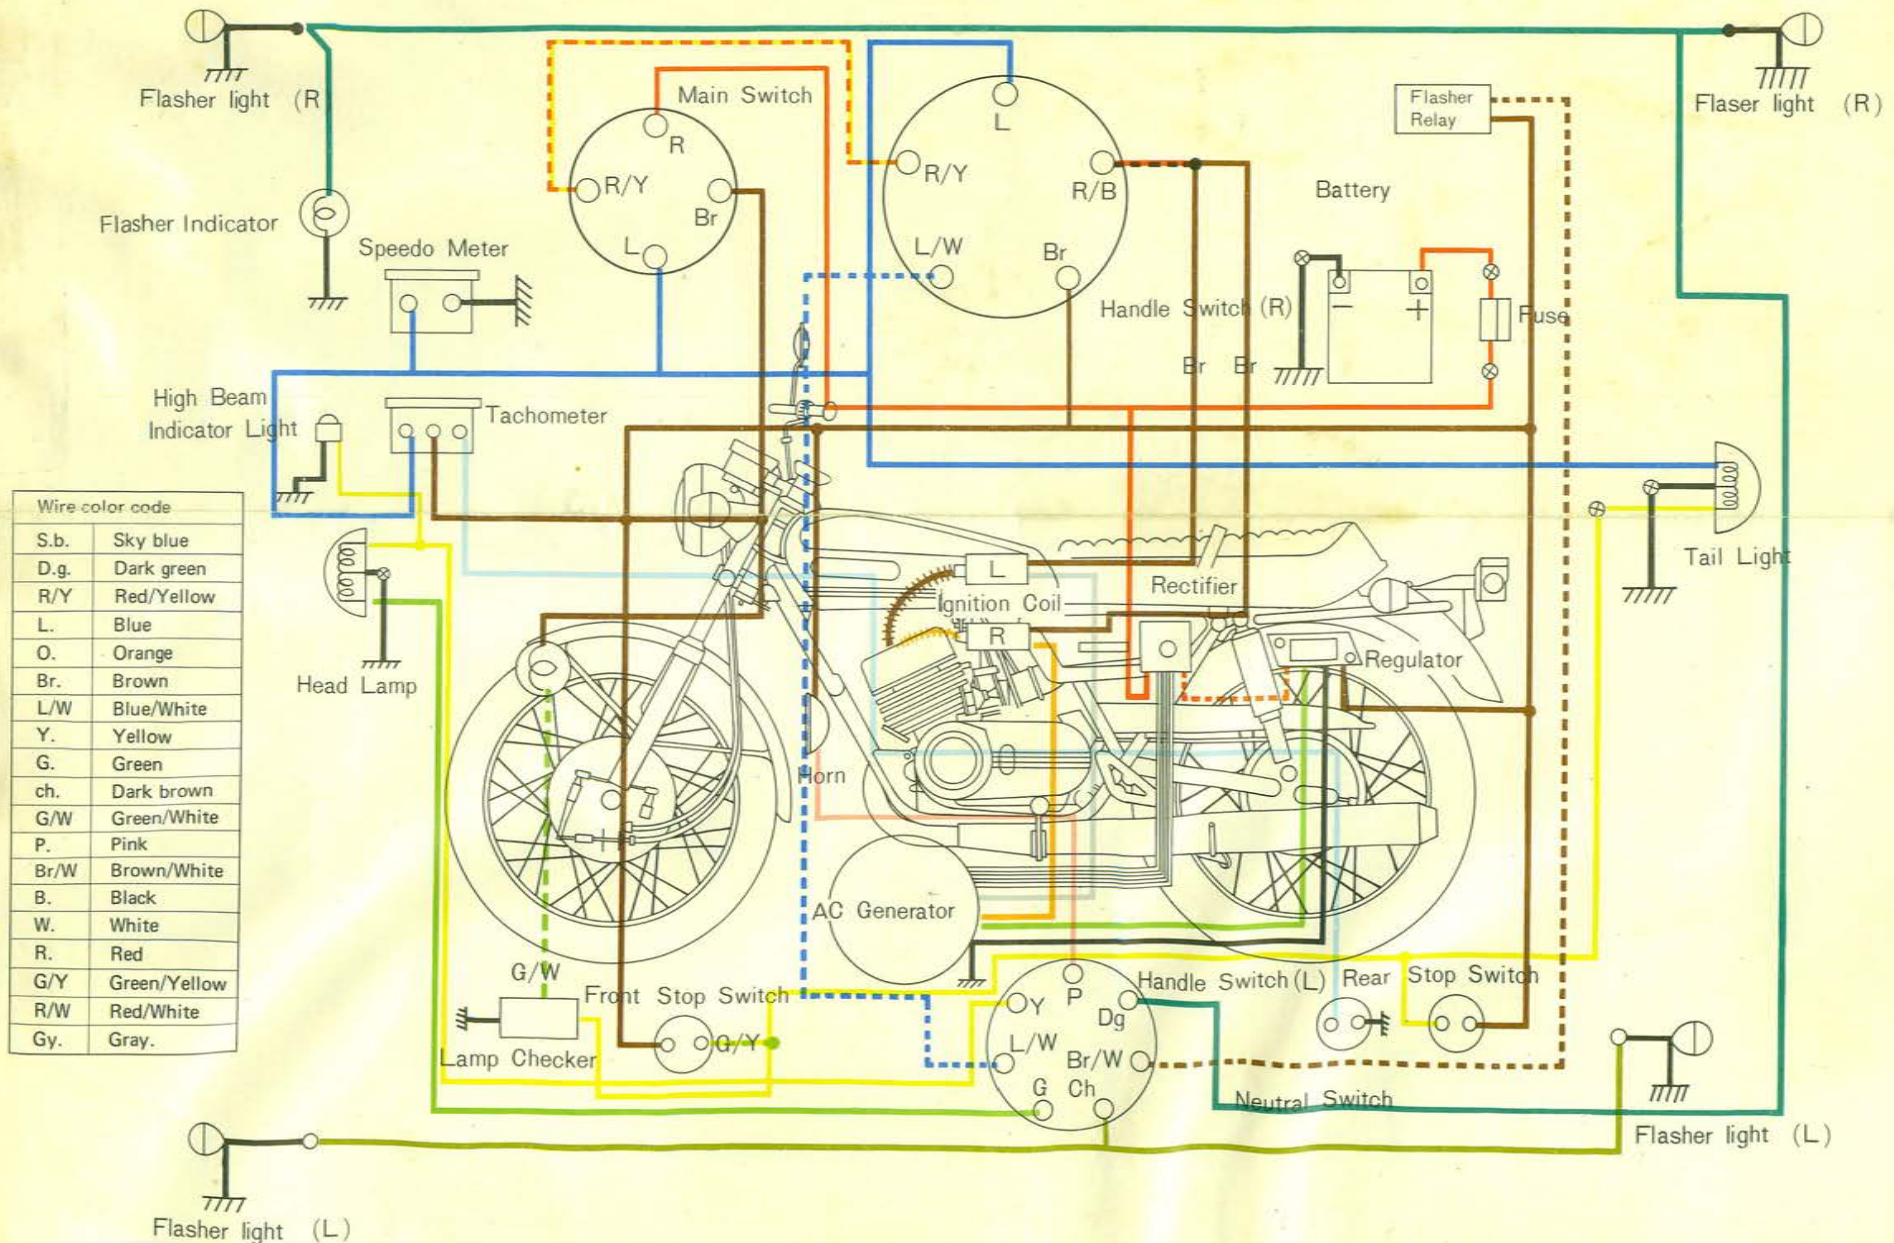 Flasher light (R
Flaser light (R)
Main Switch
R
R/Y
Br
L
L
R/Y
R/B
L/W
Br
Handle Switch (R)
Flasher
Relay
Battery
−
+
Fuse
Br Br
Flasher Indicator
Speedo Meter
High Beam
Indicator Light
Tachometer
Head Lamp
Tail Light
Wire color code
S.b. Sky blue
D.g. Dark green
R/Y Red/Yellow
L. Blue
O. Orange
Br. Brown
L/W Blue/White
Y. Yellow
G. Green
ch. Dark brown
G/W Green/White
P. Pink
Br/W Brown/White
B. Black
W. White
R. Red
G/Y Green/Yellow
R/W Red/White
Gy. Gray.
L
Ignition Coil
R
Rectifier
Regulator
Horn
AC Generator
G/W
Front Stop Switch
G/Y
Lamp Checker
Handle Switch (L)
P
Y
Dg
L/W
Br/W
G
Ch
Rear Stop Switch
Neutral Switch
Flasher light (L)
Flasher light (L)